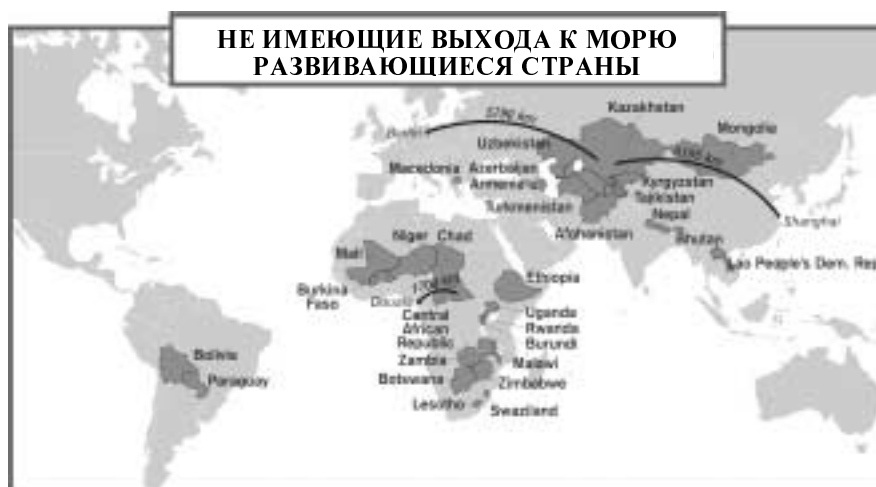 НЕ ИМЕЮЩИЕ ВЫХОДА К МОРЮ
РАЗВИВАЮЩИЕСЯ СТРАНЫ
Kazakhstan
Mongolia
Uzbekistan
Macedonia
Azerbaijan
Armenia
Kyrgyzstan
Tajikistan
Turkmenistan
Nepal
Shanghai
Afghanistan
Bhutan
Lao People's Dem. Rep
Niger
Chad
Mali
Ethiopia
Burkina
Faso
Douala
Central
African
Republic
Uganda
Rwanda
Burundi
Zambia
Malawi
Botswana
Zimbabwe
Lesotho
Swaziland
Bolivia
Paraguay